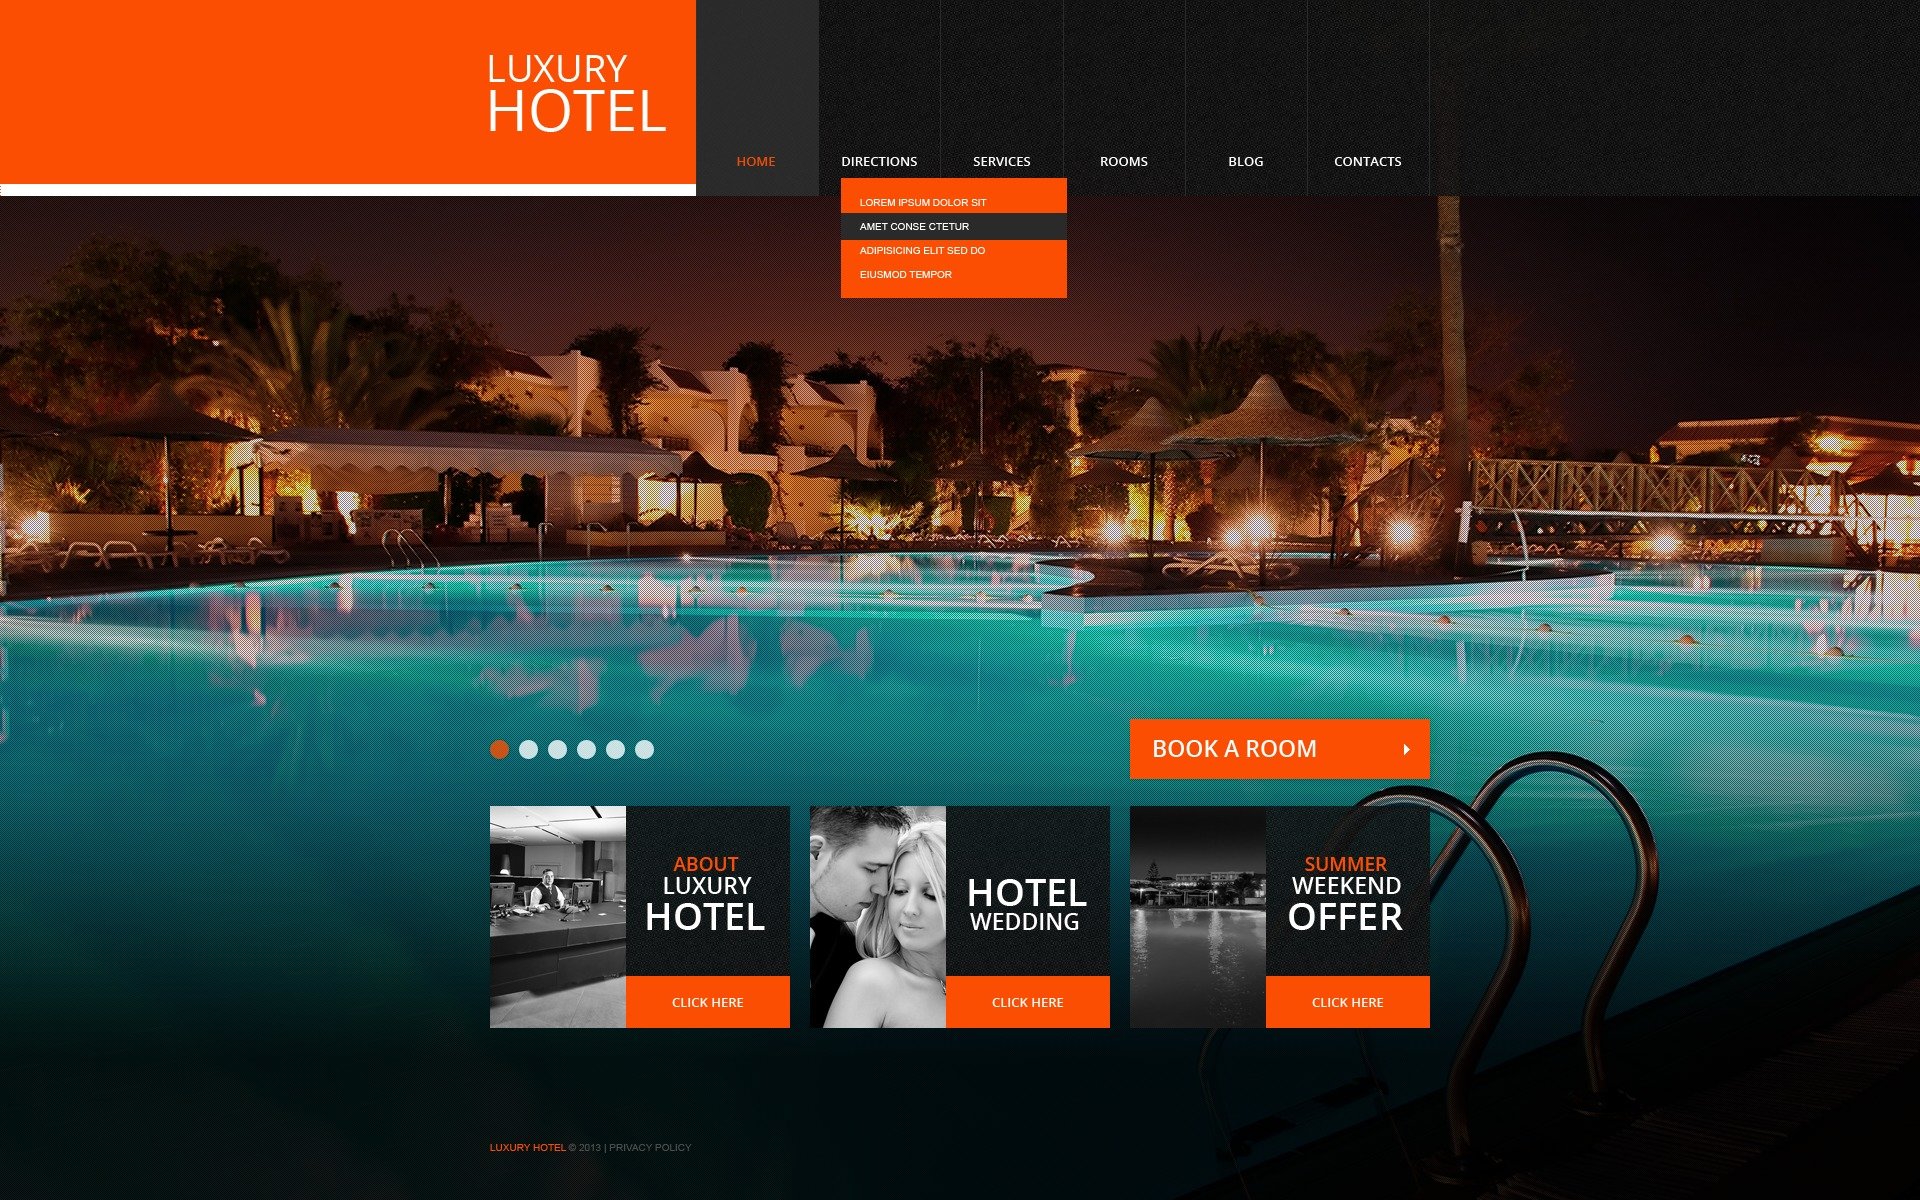 LUXURY
HOTEL
HOME
DIRECTIONS
SERVICES
ROOMS
BLOG
CONTACTS
LOREM IPSUM DOLOR SIT
AMET CONSE CTETUR
ADIPISICING ELIT SED DO
EIUSMOD TEMPOR
BOOK A ROOM
ABOUT
LUXURY
HOTEL
CLICK HERE
HOTEL
WEDDING
CLICK HERE
SUMMER
WEEKEND
OFFER
CLICK HERE
LUXURY HOTEL © 2013 | PRIVACY POLICY